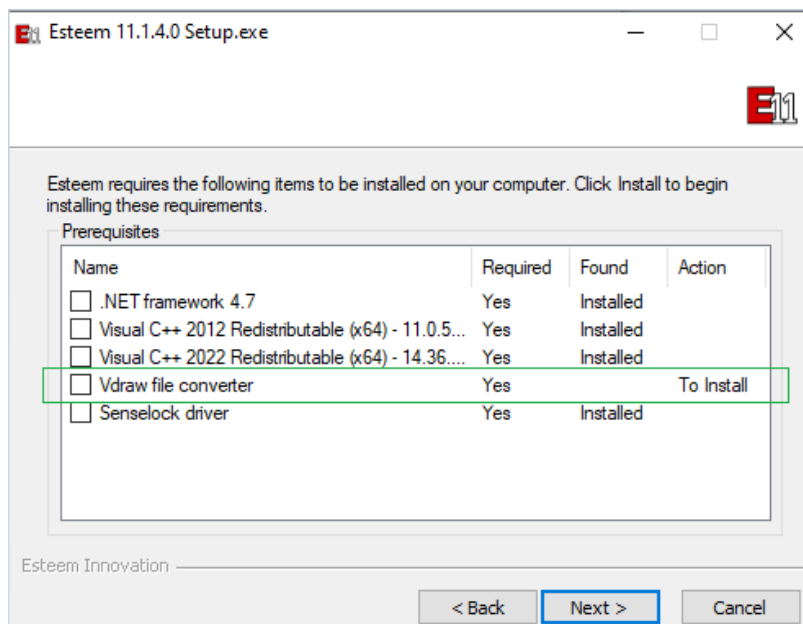 Esteem 11.1.4.0 Setup.exe
E11
Esteem requires the following items to be installed on your computer. Click Install to begin
installing these requirements.
Prerequisites
Name Required Found Action
.NET framework 4.7 Yes Installed
Visual C++ 2012 Redistributable (x64) - 11.0.5... Yes Installed
Visual C++ 2022 Redistributable (x64) - 14.36.... Yes Installed
Vdraw file converter Yes To Install
Senselock driver Yes Installed
Esteem Innovation
< Back Next > Cancel